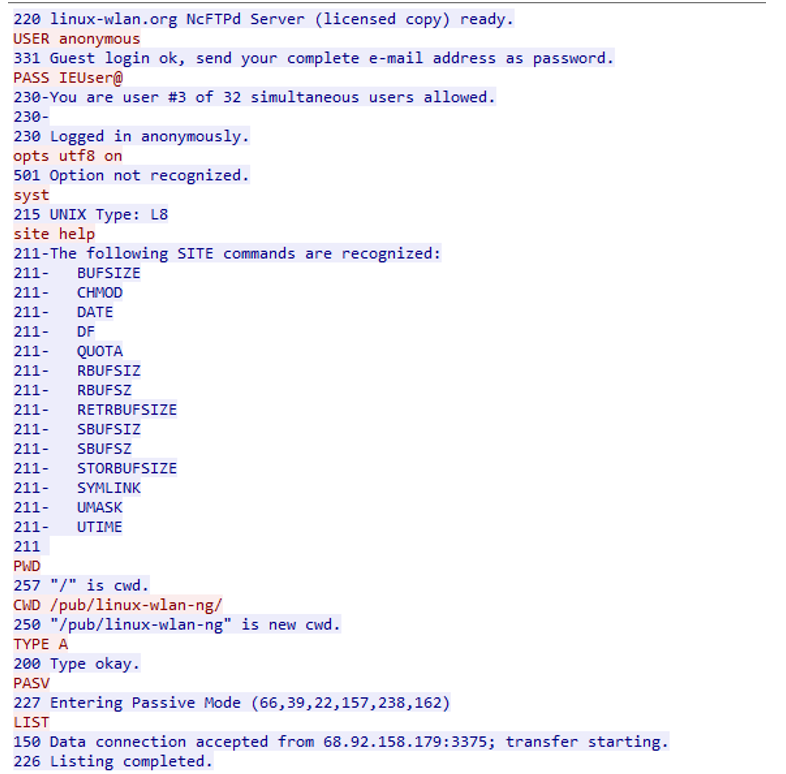 220 linux-wlan.org NcFTPd Server (licensed copy) ready.
USER anonymous
331 Guest login ok, send your complete e-mail address as password.
PASS IEUser@
230-You are user #3 of 32 simultaneous users allowed.
230-
230 Logged in anonymously.
opts utf8 on
501 Option not recognized.
syst
215 UNIX Type: L8
site help
211-The following SITE commands are recognized:
211-   BUFSIZE
211-   CHMOD
211-   DATE
211-   DF
211-   QUOTA
211-   RBUFSIZ
211-   RBUFSZ
211-   RETRBUFSIZE
211-   SBUFSIZ
211-   SBUFSZ
211-   STORBUFSIZE
211-   SYMLINK
211-   UMASK
211-   UTIME
211
PWD
257 "/" is cwd.
CWD /pub/linux-wlan-ng/
250 "/pub/linux-wlan-ng" is new cwd.
TYPE A
200 Type okay.
PASV
227 Entering Passive Mode (66,39,22,157,238,162)
LIST
150 Data connection accepted from 68.92.158.179:3375; transfer starting.
226 Listing completed.